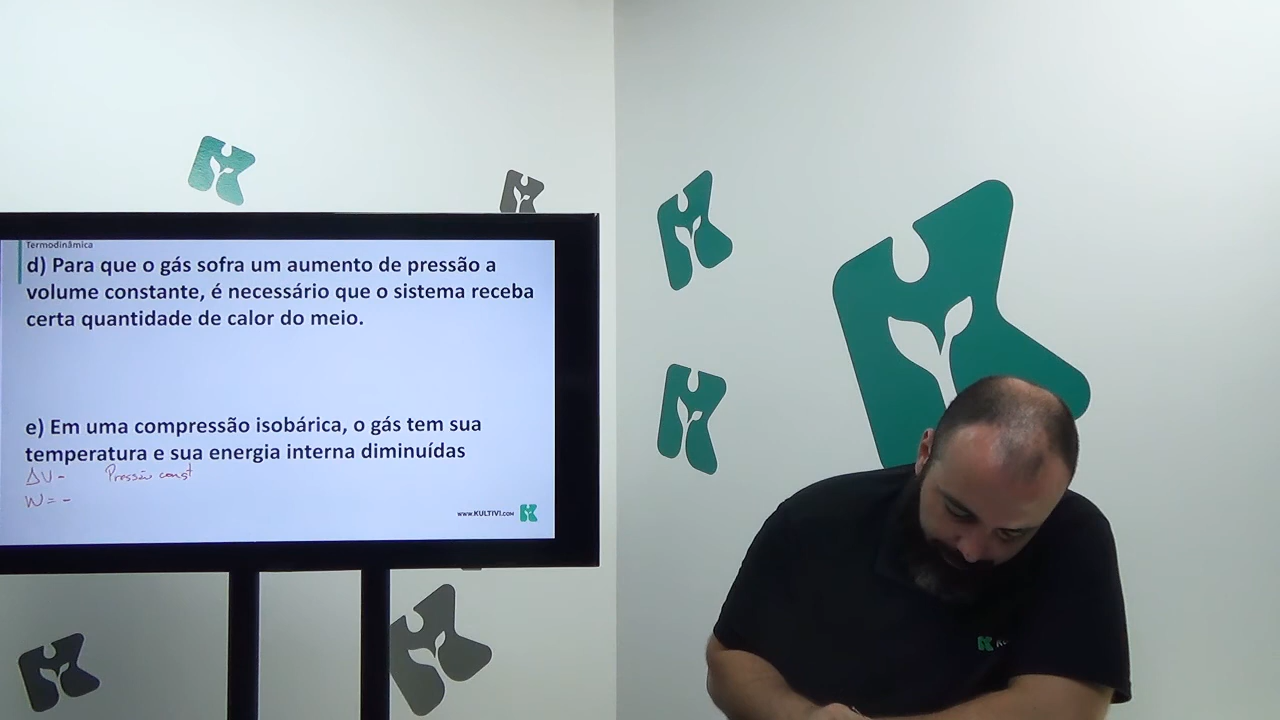 Termodinâmica
d) Para que o gás sofra um aumento de pressão a
volume constante, é necessário que o sistema receba
certa quantidade de calor do meio.
e) Em uma compressão isobárica, o gás tem sua
temperatura e sua energia interna diminuídas
ΔV - Pressão const
W = -
WWW.KULTIVI.COM